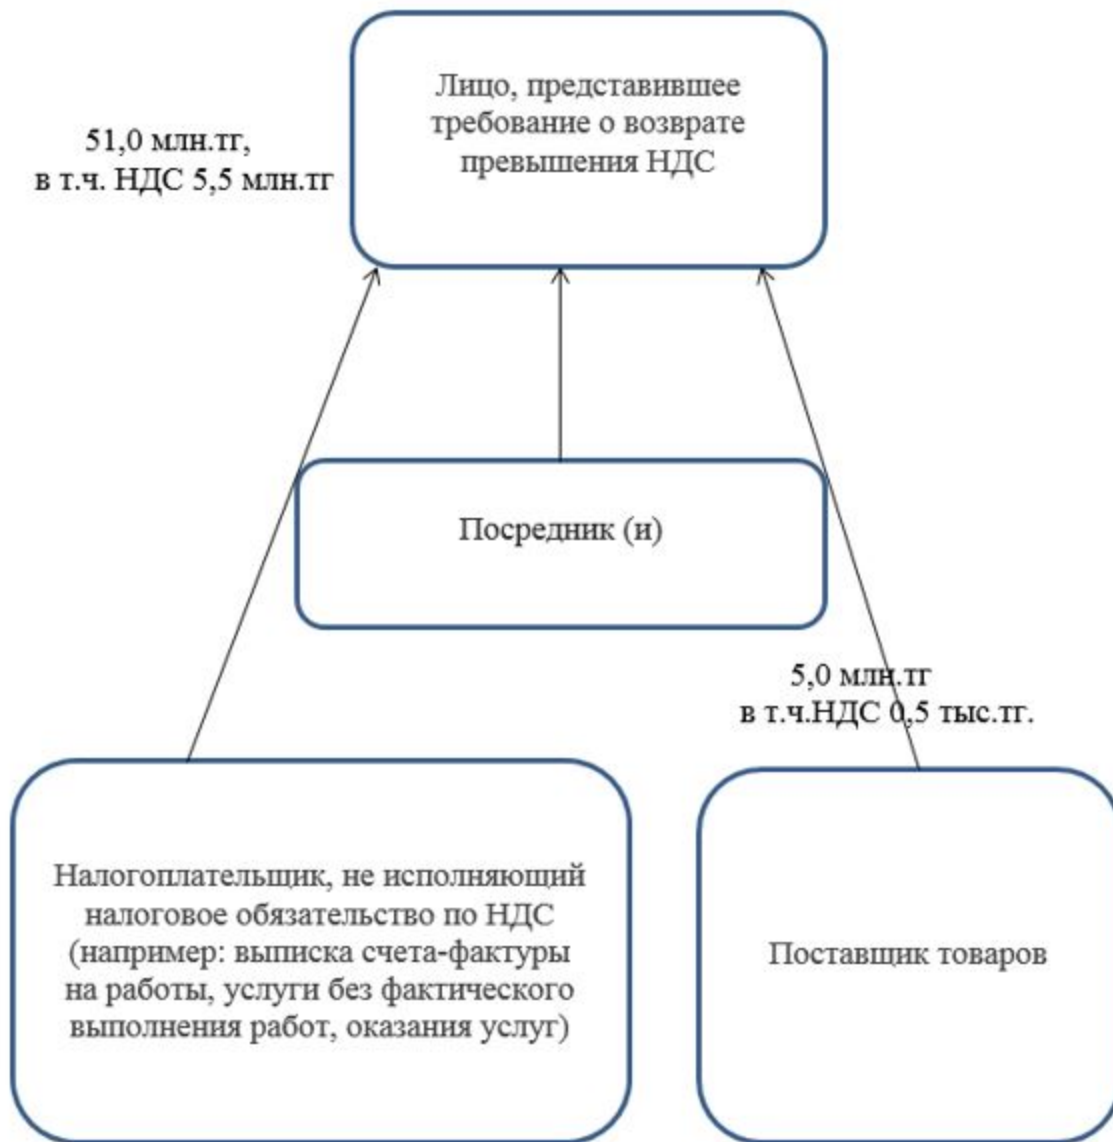 Лицо, представившее
требование о возврате
превышения НДС
51,0 млн.тг,
в т.ч. НДС 5,5 млн.тг
Посредник (и)
5,0 млн.тг
в т.ч.НДС 0,5 тыс.тг.
Налогоплательщик, не исполняющий
налоговое обязательство по НДС
(например: выписка счета-фактуры
на работы, услуги без фактического
выполнения работ, оказания услуг)
Поставщик товаров